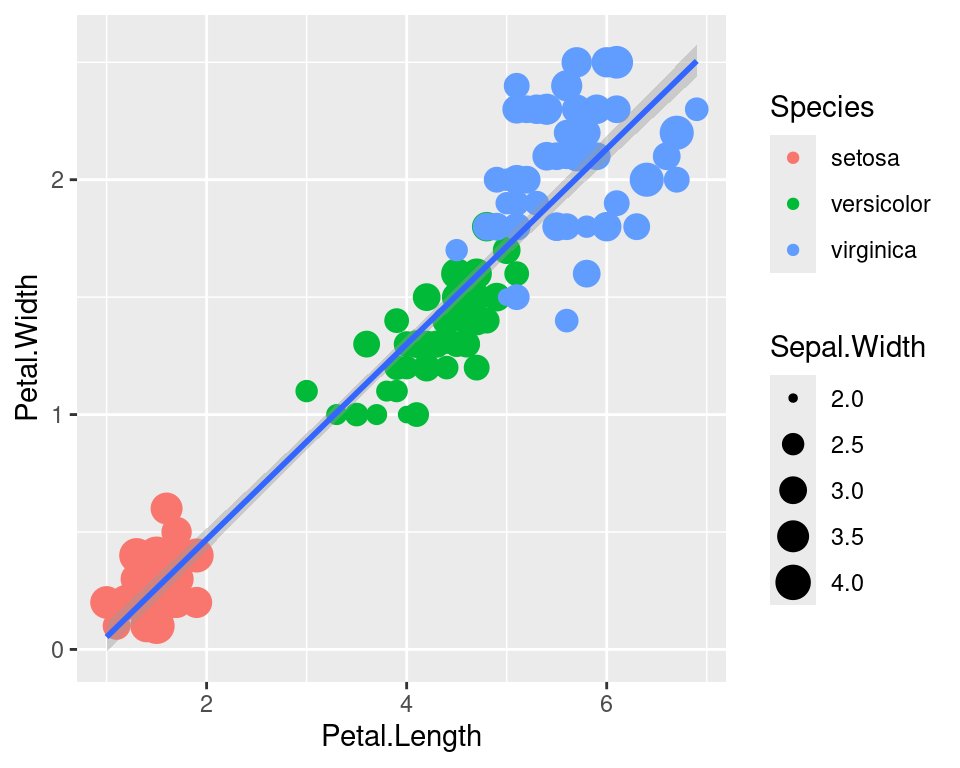 Petal.Width
2
1
0
2
4
6
Petal.Length
Species
setosa
versicolor
virginica
Sepal.Width
2.0
2.5
3.0
3.5
4.0